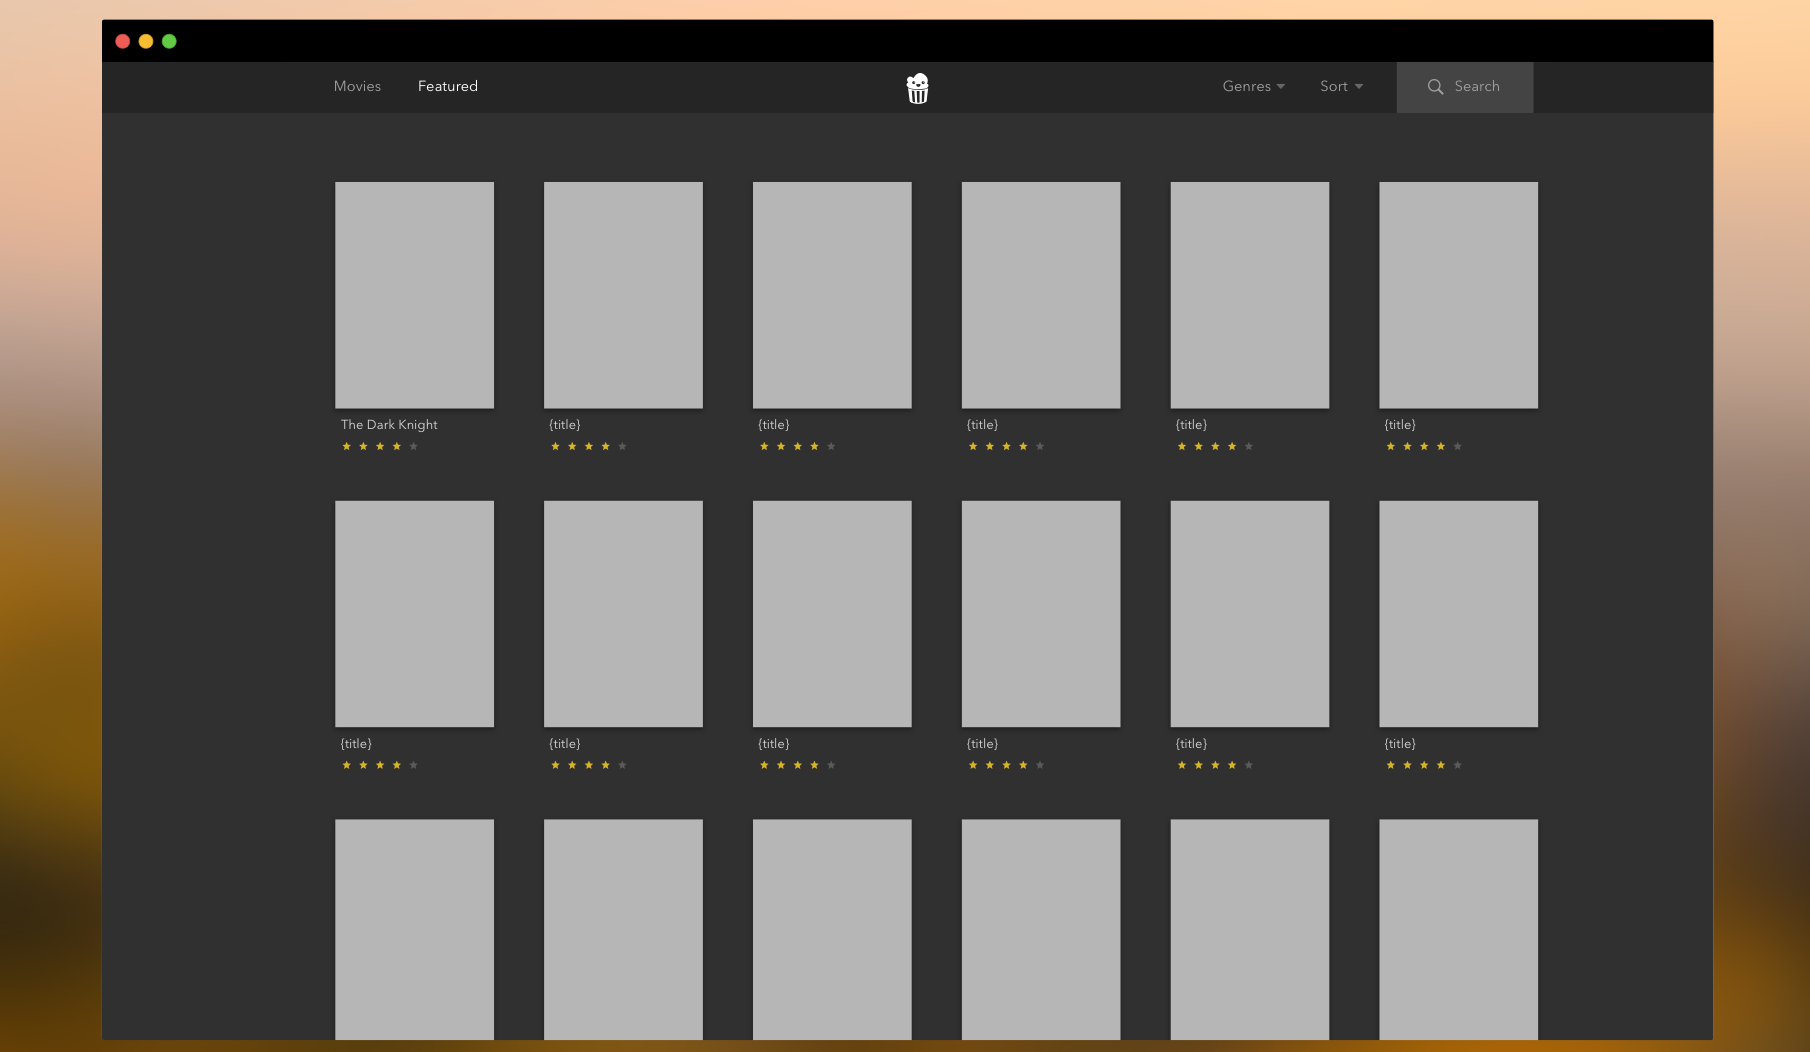 Movies Featured Genres Sort Search
The Dark Knight {title} {title} {title} {title} {title}
{title} {title} {title} {title} {title} {title}